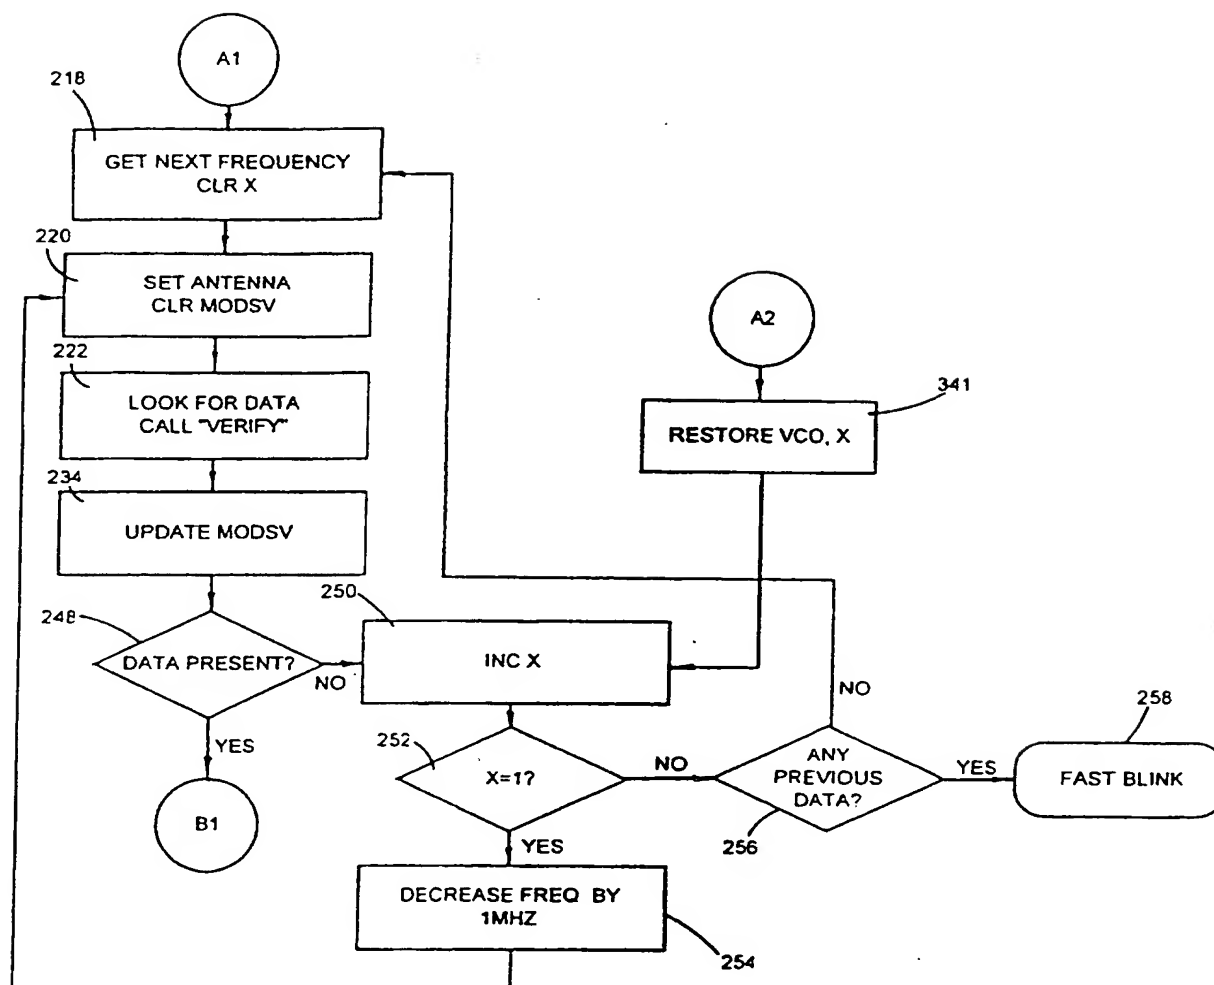 A1
218
GET NEXT FREQUENCY
CLR X
220
SET ANTENNA
CLR MODSV
A2
222
LOOK FOR DATA
CALL "VERIFY"
341
RESTORE VCO, X
234
UPDATE MODSV
250
248
DATA PRESENT?
NO
INC X
NO
258
YES
252
X=1?
NO
ANY
PREVIOUS
DATA?
YES
FAST BLINK
B1
256
YES
DECREASE FREQ BY
1MHZ
254